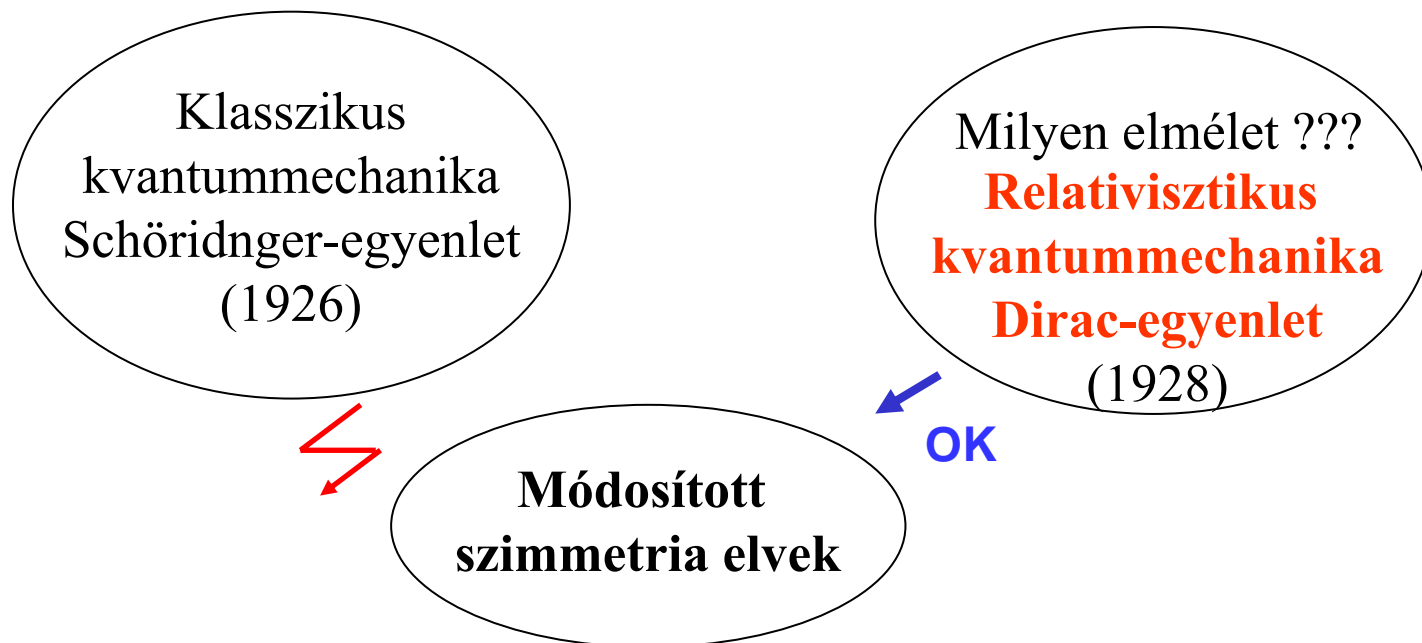 Klasszikus
kvantummechanika
Schöridnger-egyenlet
(1926)
Milyen elmélet ???
Relativisztikus
kvantummechanika
Dirac-egyenlet
(1928)
OK
Módosított
szimmetria elvek